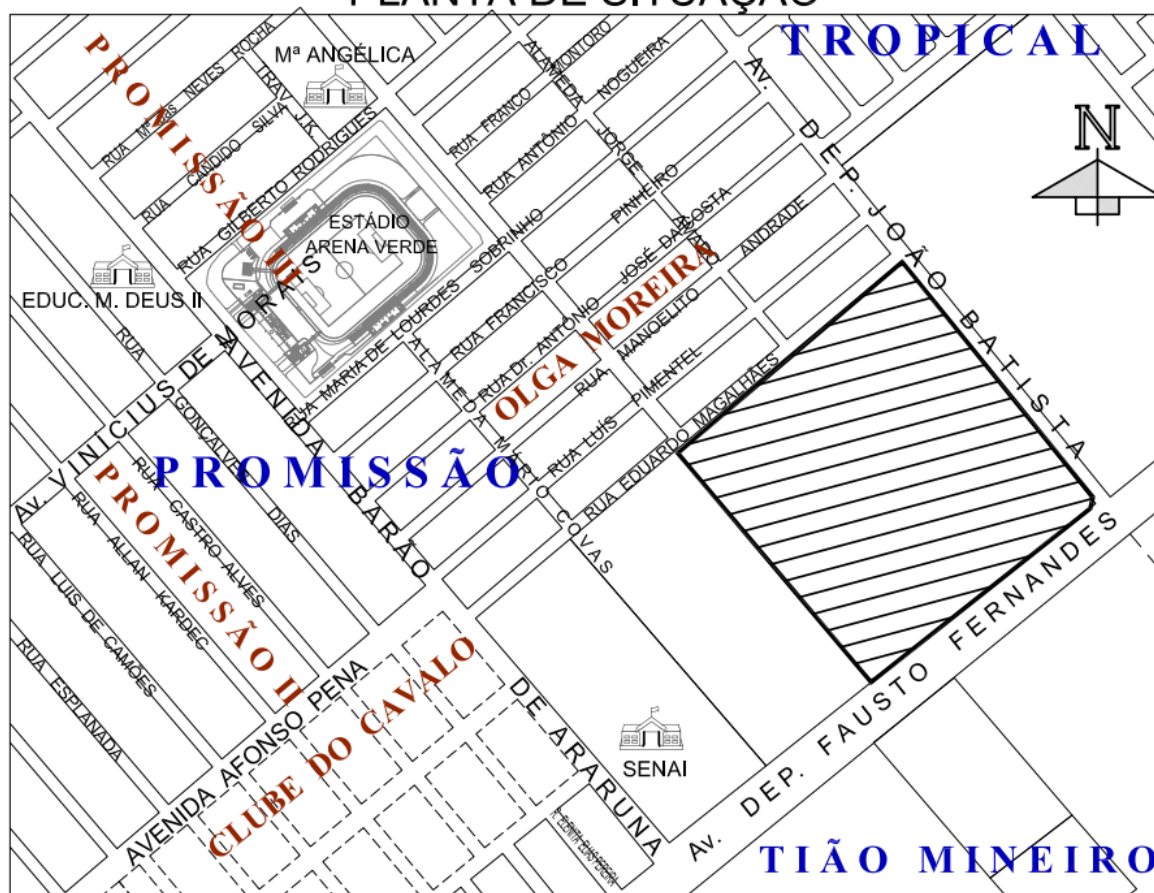 PLANTA DE SITUAÇÃO
TROPICAL
PROMISSÃO III
Mª ANGÉLICA
RUA Mª das NEVES ROCHA
TRAV. JK
RUA CANDIDO SILVA
RUA GILBERTO RODRIGUES
RUA FRANCO MONTORO
ALAMEDA JORGE AMADO
RUA ANTÔNIO NOGUEIRA
AV. DEP. JOÃO BATISTA
N
ESTÁDIO
ARENA VERDE
EDUC. M. DEUS II
RUA MARIA DE LOURDES SOBRINHO
RUA FRANCISCO PINHEIRO
RUA Dr. ANTÔNIO JOSÉ DA COSTA
RUA MANOELITO ANDRADE
OLGA MOREIRA
RUA LUÍS PIMENTEL
RUA EDUARDO MAGALHÃES
ALAMEDA MÁRIO COVAS
RUA GONÇALVES DIAS
Av. VINICIUS DE MORAIS
AVENIDA BARÃO DE ARARUNA
PROMISSÃO
PROMISSÃO II
RUA CASTRO ALVES
RUA ALLAN KARDEC
RUA LUIS DE CAMÕES
RUA ESPLANADA
AVENIDA AFONSO PENA
CLUBE DO CAVALO
SENAI
Av. DEP. FAUSTO FERNANDES
TIÃO MINEIRO